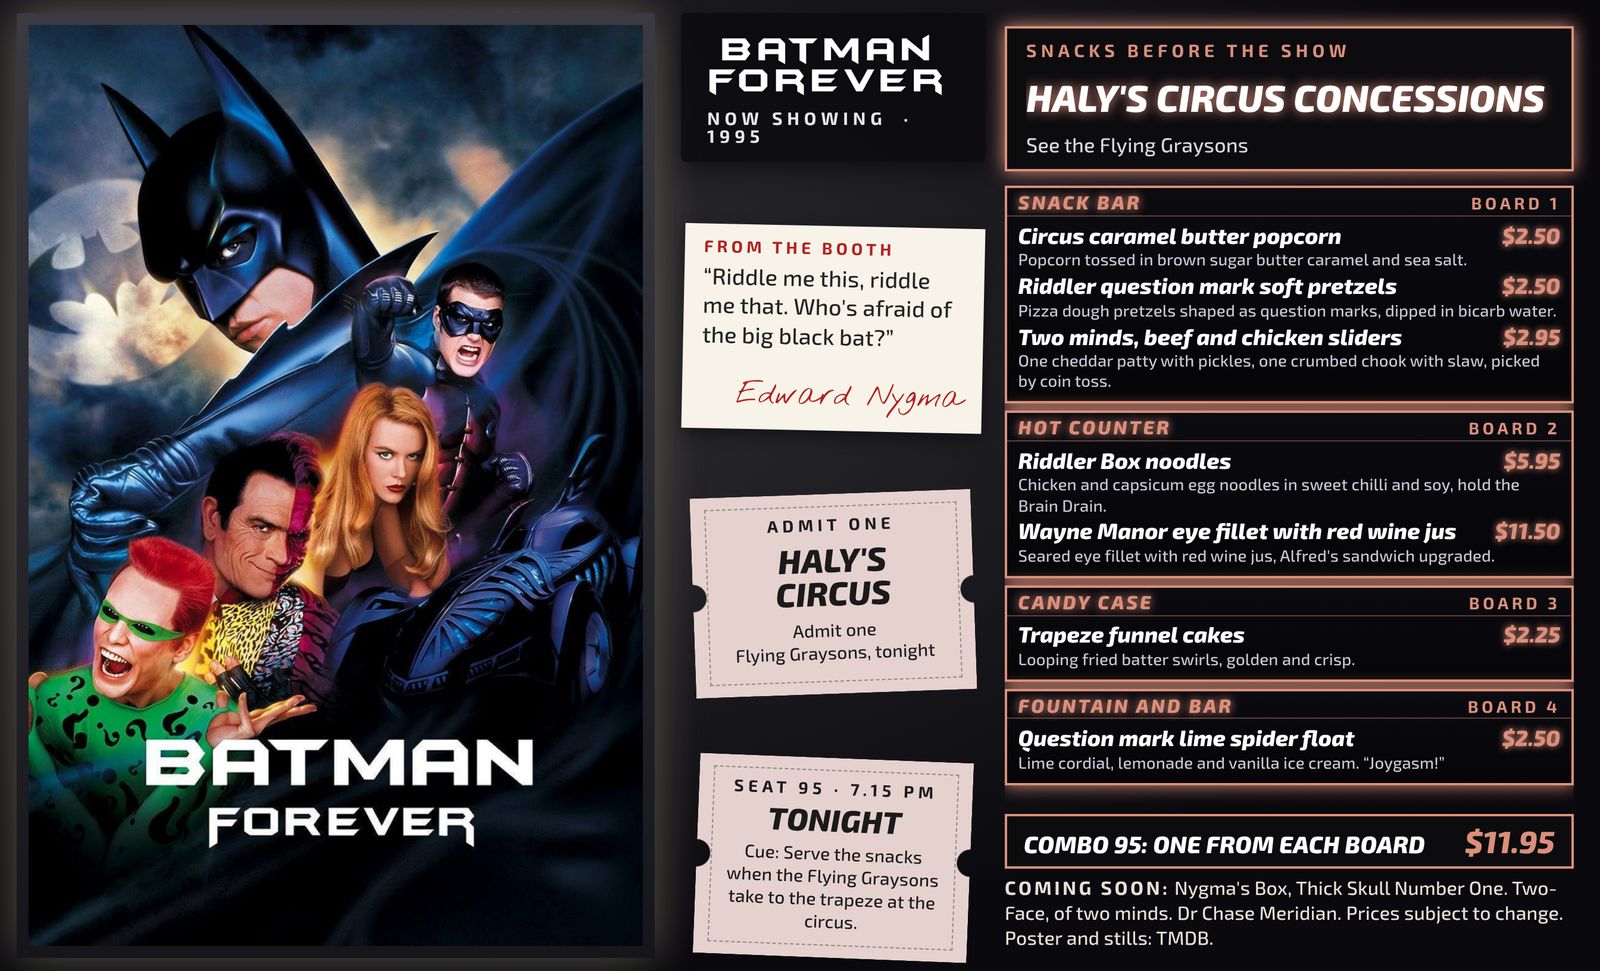 BATMAN
FOREVER
BATMAN
FOREVER
NOW SHOWING ·
1995
FROM THE BOOTH
“Riddle me this, riddle
me that. Who's afraid of
the big black bat?”
Edward Nygma
ADMIT ONE
HALY'S
CIRCUS
Admit one
Flying Graysons, tonight
SEAT 95 · 7.15 PM
TONIGHT
Cue: Serve the snacks
when the Flying Graysons
take to the trapeze at the
circus.
SNACKS BEFORE THE SHOW
HALY'S CIRCUS CONCESSIONS
See the Flying Graysons
SNACK BAR BOARD 1
Circus caramel butter popcorn $2.50
Popcorn tossed in brown sugar butter caramel and sea salt.
Riddler question mark soft pretzels $2.50
Pizza dough pretzels shaped as question marks, dipped in bicarb water.
Two minds, beef and chicken sliders $2.95
One cheddar patty with pickles, one crumbed chook with slaw, picked
by coin toss.
HOT COUNTER BOARD 2
Riddler Box noodles $5.95
Chicken and capsicum egg noodles in sweet chilli and soy, hold the
Brain Drain.
Wayne Manor eye fillet with red wine jus $11.50
Seared eye fillet with red wine jus, Alfred's sandwich upgraded.
CANDY CASE BOARD 3
Trapeze funnel cakes $2.25
Looping fried batter swirls, golden and crisp.
FOUNTAIN AND BAR BOARD 4
Question mark lime spider float $2.50
Lime cordial, lemonade and vanilla ice cream. “Joygasm!”
COMBO 95: ONE FROM EACH BOARD $11.95
COMING SOON: Nygma's Box, Thick Skull Number One. Two-
Face, of two minds. Dr Chase Meridian. Prices subject to change.
Poster and stills: TMDB.